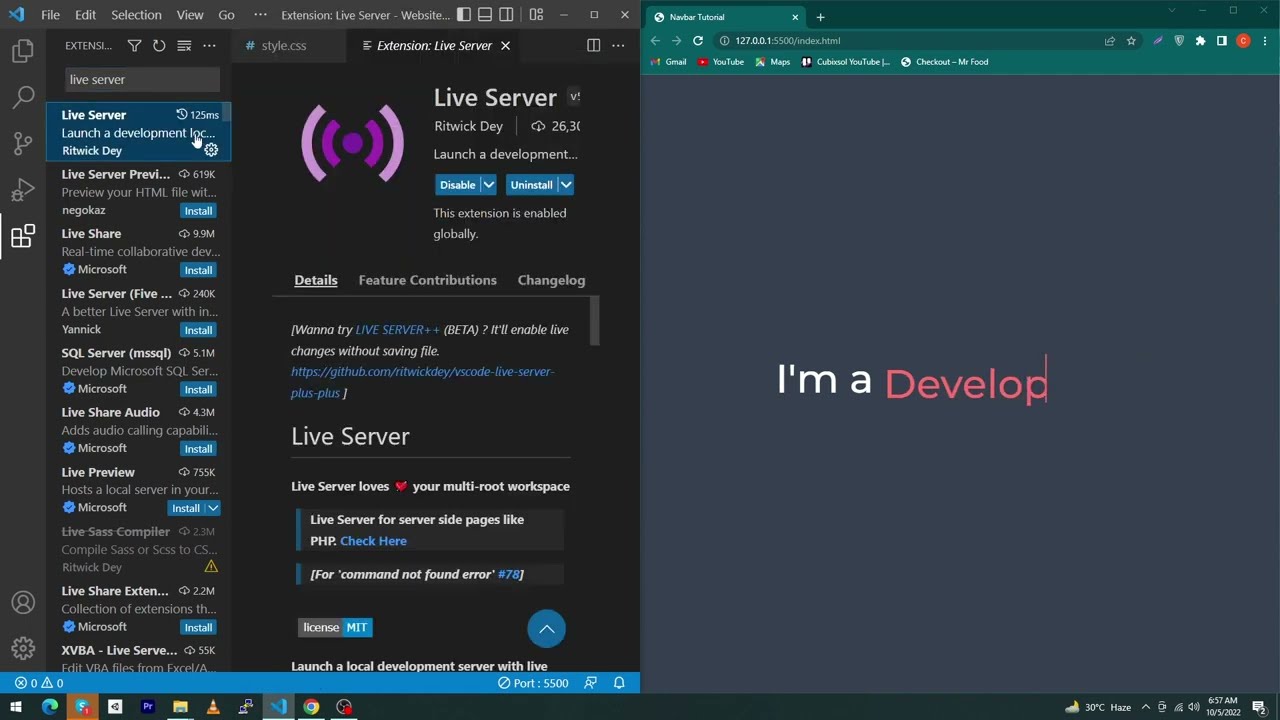 File Edit Selection View Go ··· Extension: Live Server - Website...
EXTENSI...
live server
Live Server 125ms
Launch a development loc...
Ritwick Dey
Live Server Previ... 619K
Preview your HTML file wit...
negokaz Install
Live Share 9.9M
Real-time collaborative dev...
Microsoft Install
Live Server (Five ... 240K
A better Live Server with in...
Yannick Install
SQL Server (mssql) 5.1M
Develop Microsoft SQL Ser...
Microsoft Install
Live Share Audio 4.3M
Adds audio calling capabili...
Microsoft Install
Live Preview 755K
Hosts a local server in your...
Microsoft Install
Live Sass Compiler 2.3M
Compile Sass or Scss to CS...
Ritwick Dey
Live Share Exten... 2.2M
Collection of extensions th...
Microsoft Install
XVBA - Live Serve... 55K
Edit VBA files from Excel/A...
# style.css
Extension: Live Server
Live Server
Ritwick Dey 26,30
Launch a development...
Disable Uninstall
This extension is enabled
globally.
Details Feature Contributions Changelog
[Wanna try LIVE SERVER++ (BETA) ? It'll enable live
changes without saving file.
https://github.com/ritwickdey/vscode-live-server-
plus-plus ]
Live Server
Live Server loves your multi-root workspace
Live Server for server side pages like
PHP. Check Here
[For 'command not found error' #78]
license MIT
Launch a local development server with live
0 0 Port : 5500
Navbar Tutorial
127.0.0.1:5500/index.html
C
Gmail YouTube Maps Cubixsol YouTube |... Checkout – Mr Food
I'm a Develop
Pr
30°C Haze
6:57 AM
10/5/2022